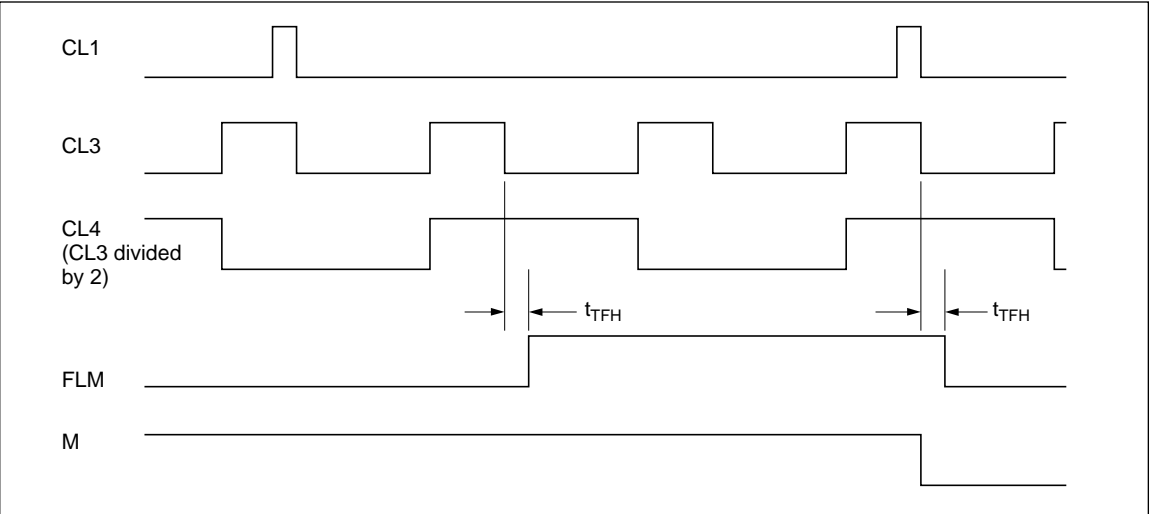 CL1
CL3
CL4
(CL3 divided
by 2)
tTFH
tTFH
FLM
M